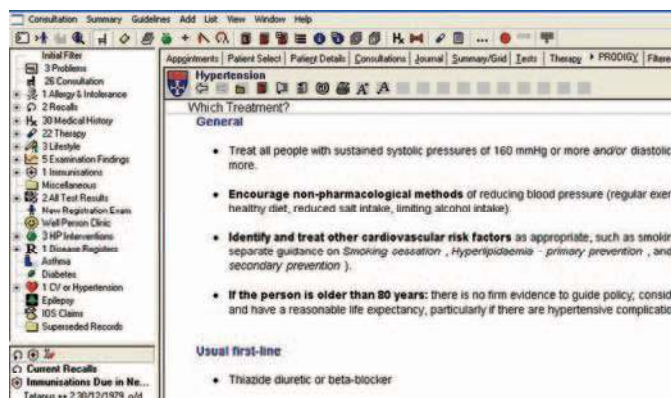 Consultation Summary Guidelines Add List View Window Help
Appointments Patient Select Patient Details Consultations Journal Summary/Grid Tests Therapy PRODIGY Filtere
Initial Filter
3 Problems
26 Consultation
1 Allergy & Intolerance
2 Recalls
30 Medical History
22 Therapy
3 Lifestyle
5 Examination Findings
1 Immunisations
Miscellaneous
2 All Test Results
New Registration Exam
Well Person Clinic
3 HP Interventions
1 Disease Registers
Asthma
Diabetes
1 CV or Hypertension
Epilepsy
IOS Claims
Superseded Records
Current Recalls
Immunisations Due in Ne...
Tetanus ** 2 30/12/1979 o/d
Hypertension
Which Treatment?
General
• Treat all people with sustained systolic pressures of 160 mmHg or more and/or diastolic
more.
• Encourage non-pharmacological methods of reducing blood pressure (regular exer
healthy diet, reduced salt intake, limiting alcohol intake).
• Identify and treat other cardiovascular risk factors as appropriate, such as smokin
separate guidance on Smoking cessation , Hyperlipidaemia - primary prevention , and
secondary prevention ).
• If the person is older than 80 years: there is no firm evidence to guide policy; consid
and have a reasonable life expectancy, particularly if there are hypertensive complicatio
Usual first-line
• Thiazide diuretic or beta-blocker